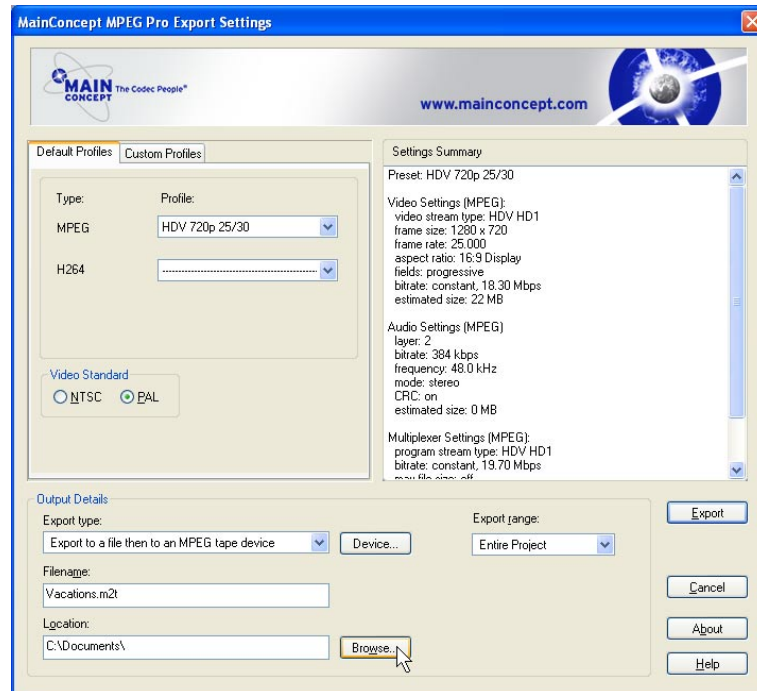 MainConcept MPEG Pro Export Settings
MAIN CONCEPT The Codec People®
www.mainconcept.com
Default Profiles Custom Profiles
Type: Profile:
MPEG HDV 720p 25/30
H264
Video Standard
NTSC PAL
Settings Summary
Preset: HDV 720p 25/30
Video Settings (MPEG):
video stream type: HDV HD1
frame size: 1280 x 720
frame rate: 25.000
aspect ratio: 16:9 Display
fields: progressive
bitrate: constant, 18.30 Mbps
estimated size: 22 MB
Audio Settings (MPEG)
layer: 2
bitrate: 384 kbps
frequency: 48.0 kHz
mode: stereo
CRC: on
estimated size: 0 MB
Multiplexer Settings (MPEG):
program stream type: HDV HD1
bitrate: constant, 19.70 Mbps
max file size: off
Output Details
Export type:
Export to a file then to an MPEG tape device Device...
Export range:
Entire Project
Filename:
Vacations.m2t
Location:
C:\Documents\ Browse...
Export
Cancel
About
Help